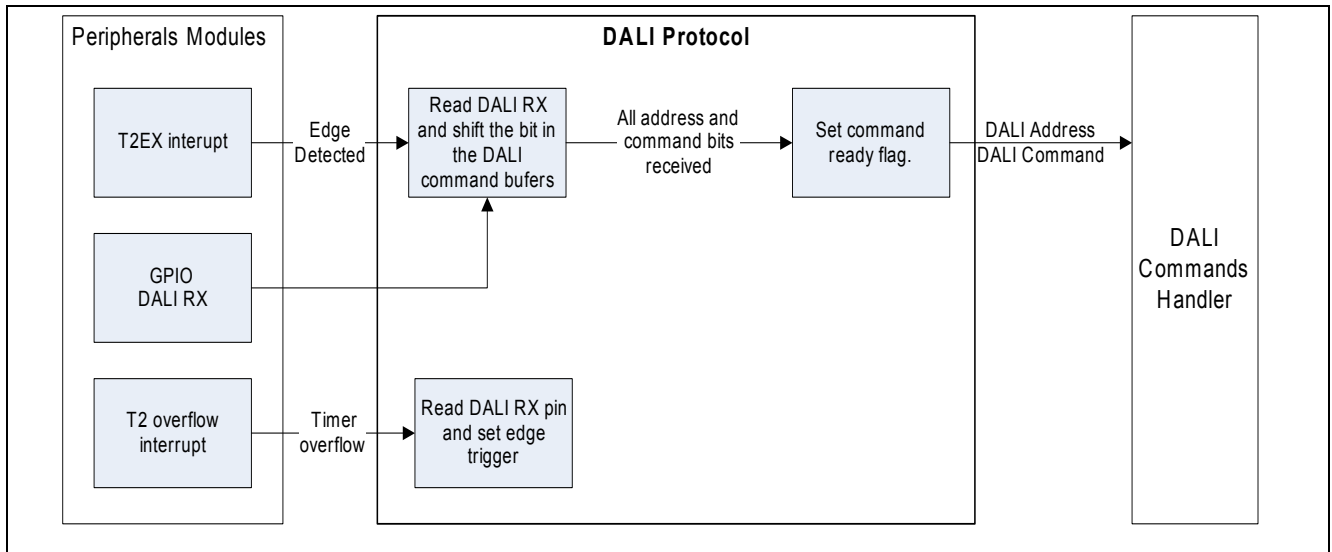 Peripherals Modules
DALI Protocol
T2EX interupt
Edge
Detected
Read DALI RX
and shift the bit in
the DALI
command bufers
All address and
command bits
received
Set command
ready flag.
DALI Address
DALI Command
DALI
Commands
Handler
GPIO
DALI RX
T2 overflow
interrupt
Timer
overflow
Read DALI RX pin
and set edge
trigger